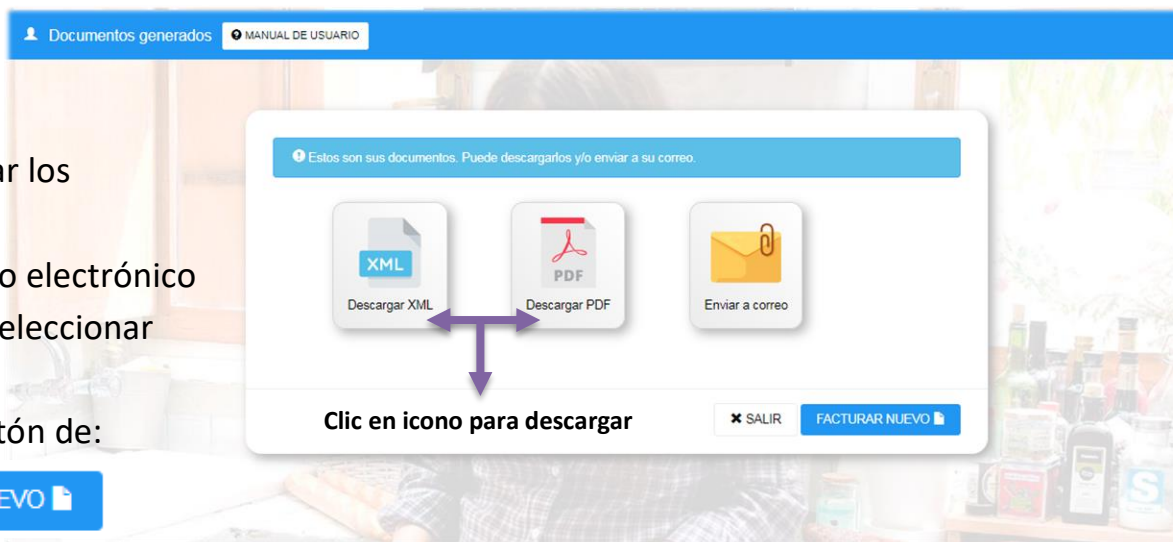 Documentos generados
MANUAL DE USUARIO
ar los
o electrónico
eleccionar
tón de:
EVO
Estos son sus documentos. Puede descargarlos y/o enviar a su correo.
XML
Descargar XML
PDF
Descargar PDF
Enviar a correo
Clic en icono para descargar
SALIR
FACTURAR NUEVO